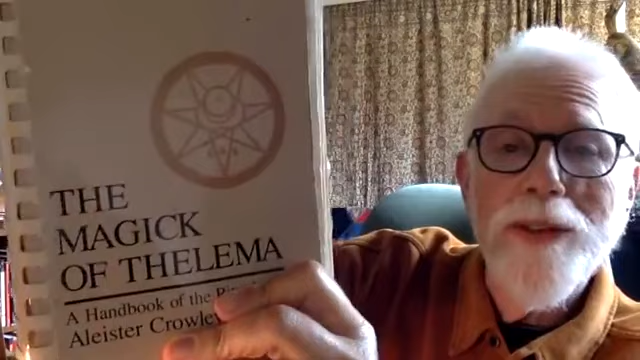 THE
MAGICK
OF THELEMA
A Handbook of the
Aleister Crowley